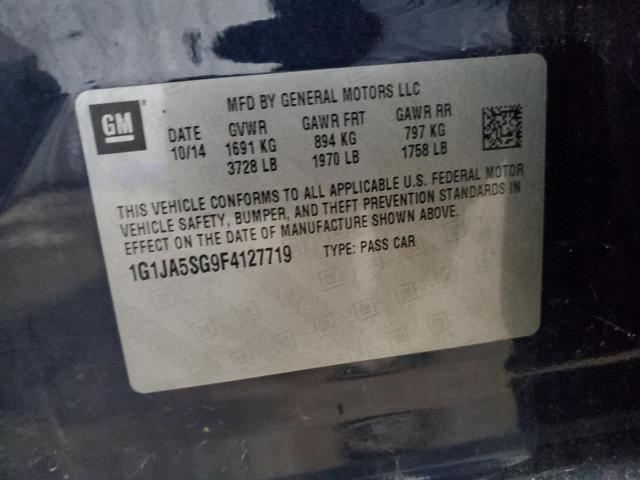 GM
MFD BY GENERAL MOTORS LLC
DATE GVWR GAWR FRT GAWR RR
10/14 1691 KG 894 KG 797 KG
3728 LB 1970 LB 1758 LB
THIS VEHICLE CONFORMS TO ALL APPLICABLE U.S. FEDERAL MOTOR
VEHICLE SAFETY, BUMPER, AND THEFT PREVENTION STANDARDS IN
EFFECT ON THE DATE OF MANUFACTURE SHOWN ABOVE.
1G1JA5SG9F4127719 TYPE: PASS CAR